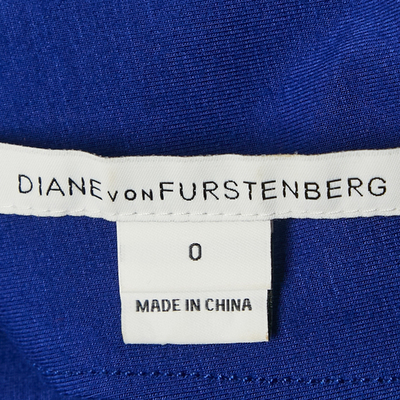 DIANE VON FURSTENBERG
0
MADE IN CHINA